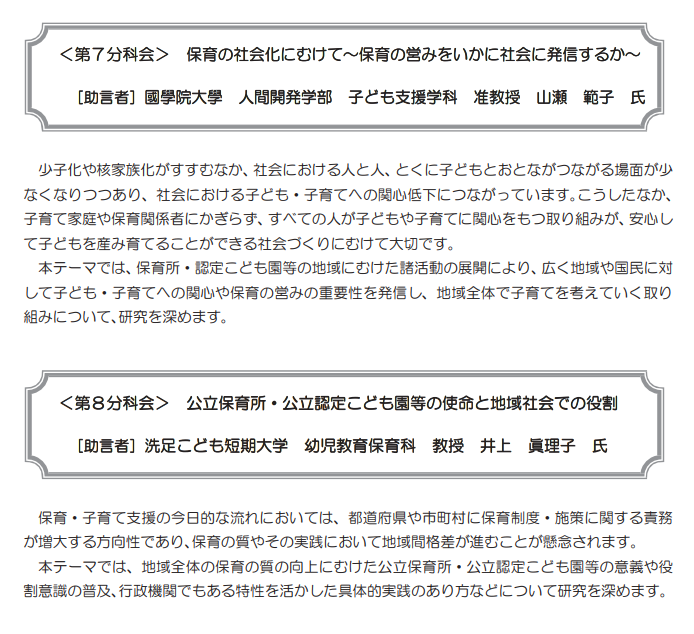 ＜第７分科会＞　保育の社会化にむけて～保育の営みをいかに社会に発信するか～
［助言者］國學院大學　人間開発学部　子ども支援学科　准教授　山瀬　範子　氏
少子化や核家族化がすすむなか、社会における人と人、とくに子どもとおとながつながる場面が少
なくなりつつあり、社会における子ども・子育てへの関心低下につながっています。こうしたなか、
子育て家庭や保育関係者にかぎらず、すべての人が子どもや子育てに関心をもつ取り組みが、安心し
て子どもを産み育てることができる社会づくりにむけて大切です。
本テーマでは、保育所・認定こども園等の地域にむけた諸活動の展開により、広く地域や国民に対
して子ども・子育てへの関心や保育の営みの重要性を発信し、地域全体で子育てを考えていく取り
組みについて、研究を深めます。
＜第８分科会＞　公立保育所・公立認定こども園等の使命と地域社会での役割
［助言者］洗足こども短期大学　幼児教育保育科　教授　井上　眞理子　氏
保育・子育て支援の今日的な流れにおいては、都道府県や市町村に保育制度・施策に関する責務
が増大する方向性であり、保育の質やその実践において地域間格差が進むことが懸念されます。
本テーマでは、地域全体の保育の質の向上にむけた公立保育所・公立認定こども園等の意義や役
割意識の普及、行政機関でもある特性を活かした具体的実践のあり方などについて研究を深めます。